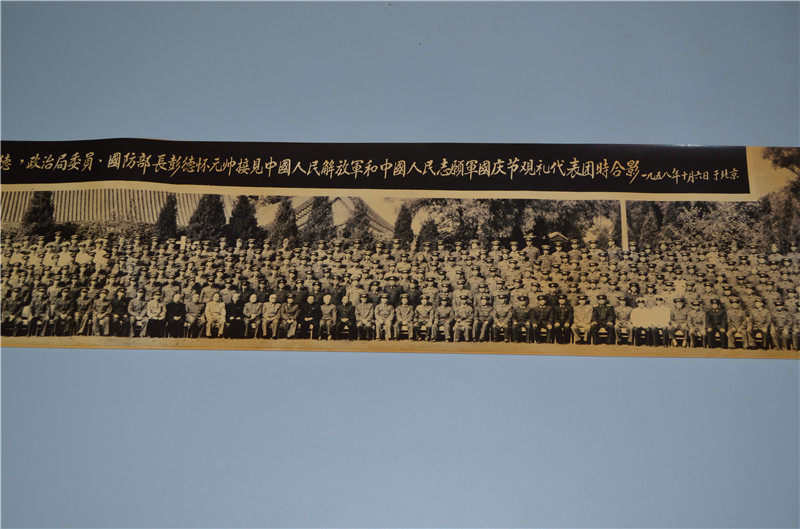 德，政治局委員·國防部長彭德怀元帅接見中國人民解放軍和中國人民志願軍國庆节观礼代表团時合影 一九五八年十月六日于北京